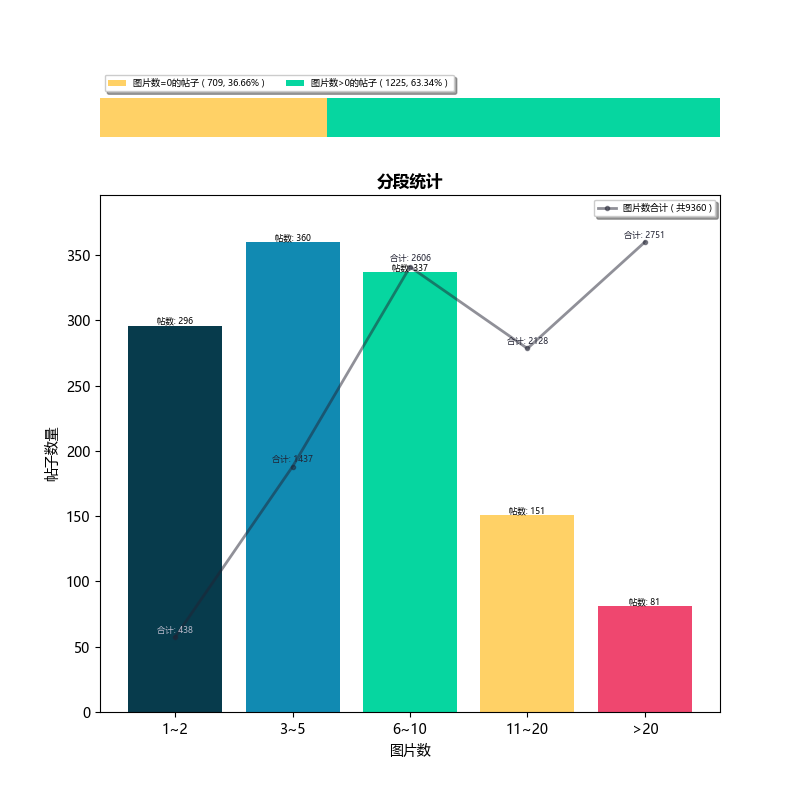 图片数=0的帖子 ( 709, 36.66% ) 图片数>0的帖子 ( 1225, 63.34% )
分段统计
图片数合计 ( 共9360 )
合计: 2751
帖数: 360
合计: 2606
帖数: 337
350
帖数: 296
300
合计: 2128
250
200
合计: 1437
帖子数量
150
帖数: 151
100
帖数: 81
合计: 438
50
0
1~2 3~5 6~10 11~20 >20
图片数